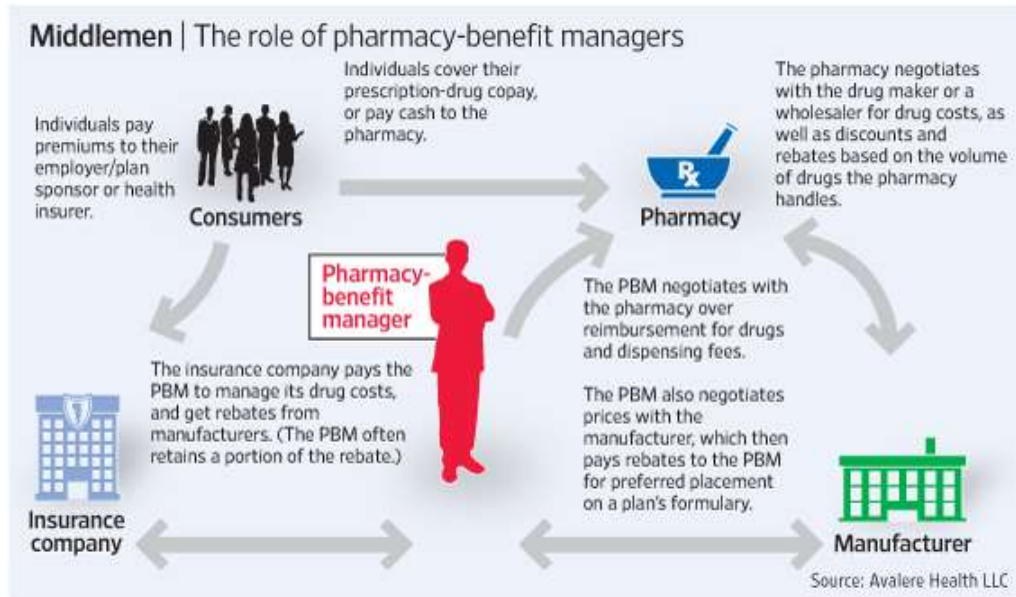 Middlemen | The role of pharmacy-benefit managers
Individuals pay
premiums to their
employer/plan
sponsor or health
insurer.
Consumers
Individuals cover their
prescription-drug copay,
or pay cash to the
pharmacy.
Rx
Pharmacy
The pharmacy negotiates
with the drug maker or a
wholesaler for drug costs, as
well as discounts and
rebates based on the volume
of drugs the pharmacy
handles.
Pharmacy-
benefit
manager
The PBM negotiates with
the pharmacy over
reimbursement for drugs
and dispensing fees.
The insurance company pays the
PBM to manage its drug costs,
and get rebates from
manufacturers. (The PBM often
retains a portion of the rebate.)
The PBM also negotiates
prices with the
manufacturer, which then
pays rebates to the PBM
for preferred placement
on a plan's formulary.
Insurance
company
Manufacturer
Source: Avalere Health LLC